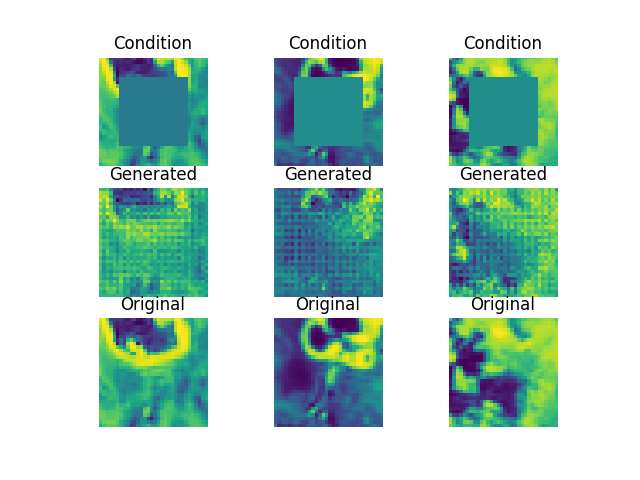 Condition Condition Condition
Generated Generated Generated
Original Original Original